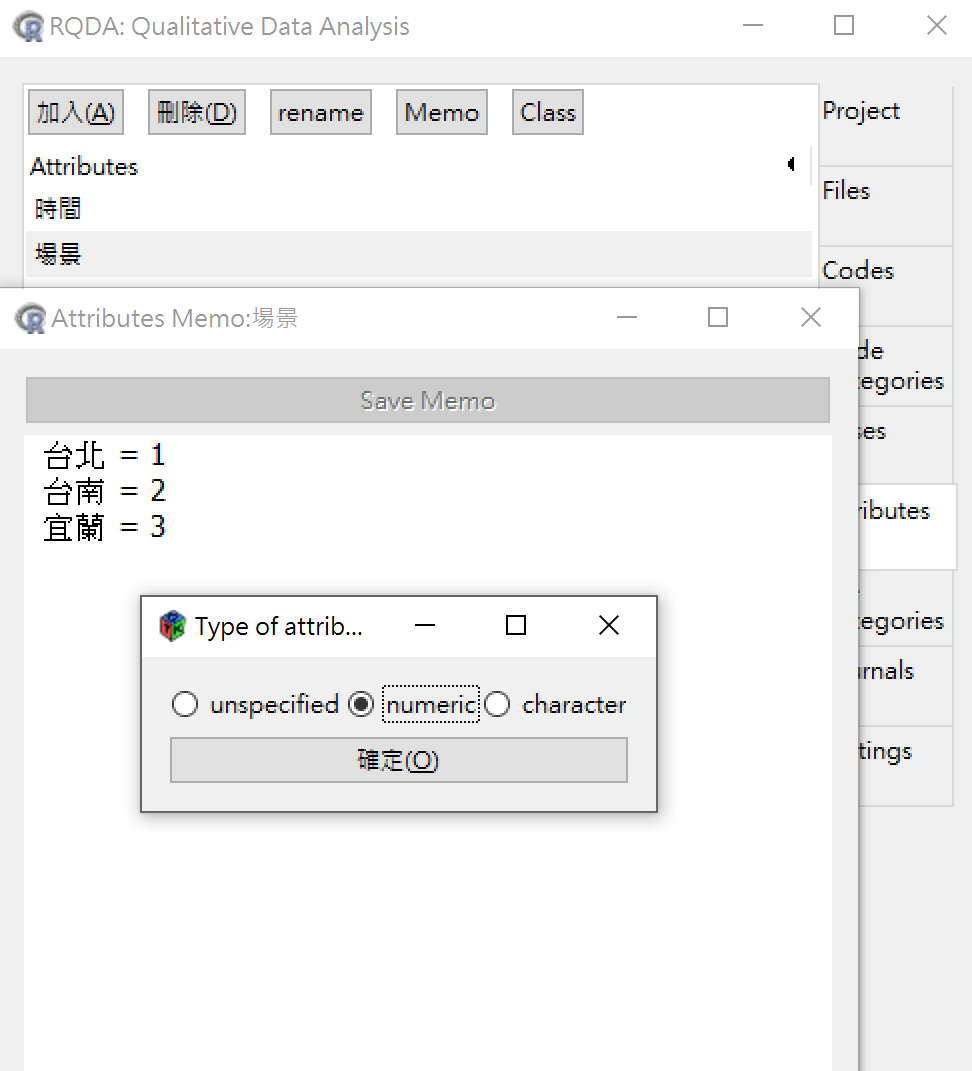 RQDA: Qualitative Data Analysis
加入(A) 刪除(D) rename Memo Class
Attributes
時間
場景
Project
Files
Codes
de
egories
ses
ributes
egories
urnals
tings
Attributes Memo:場景
Save Memo
台北 = 1
台南 = 2
宜蘭 = 3
Type of attrib...
unspecified numeric character
確定(O)